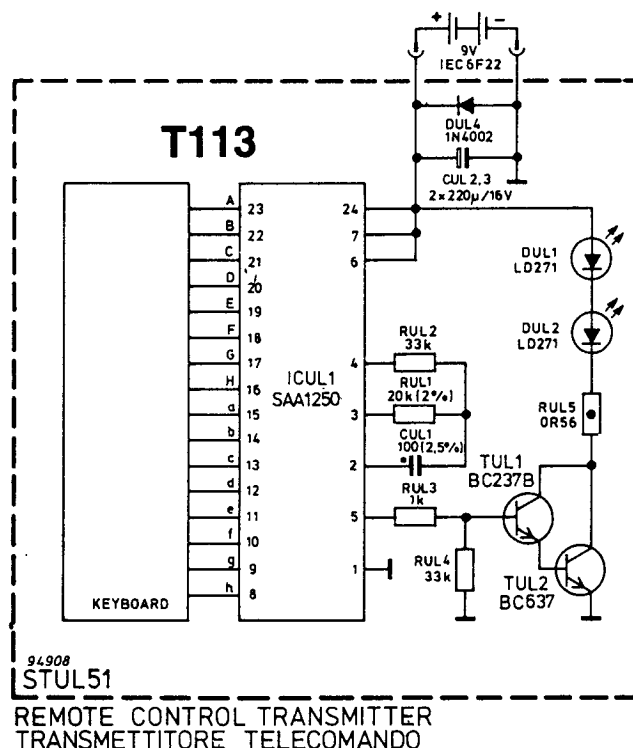 + −
9V
IEC6F22
DUL4
1N4002
T113
CUL 2,3
2×220µ/16V
A 23 24
B 22 7
C 21 6
D 20
E 19
F 18
G 17 4
H 16
a 15 3
b 14
c 13 2
d 12
e 11 5
f 10
g 9 1
h 8
KEYBOARD
ICUL1
SAA1250
DUL1
LD271
DUL2
LD271
RUL2
33k
RUL1
20k(2%)
CUL1
100(2,5%)
RUL3
1k
RUL4
33k
RUL5
0R56
TUL1
BC237B
TUL2
BC637
94908
STUL51
REMOTE CONTROL TRANSMITTER
TRANSMETTITORE TELECOMANDO